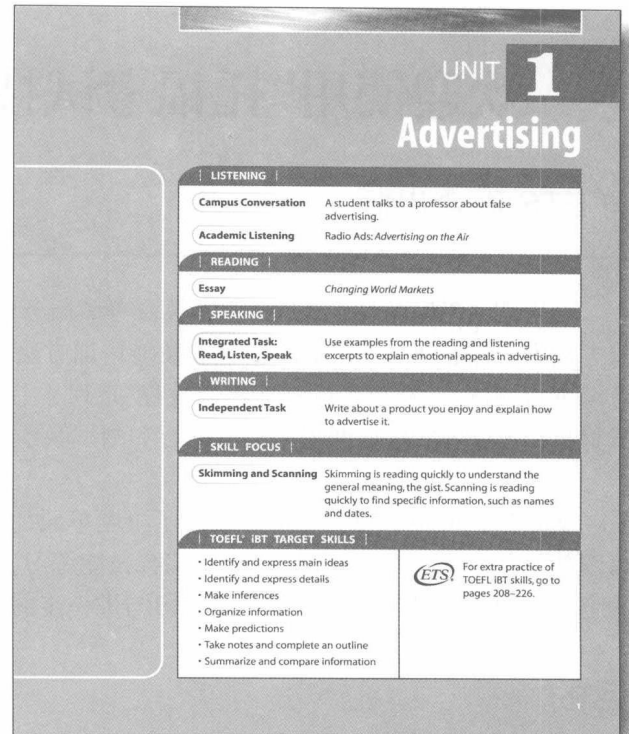 UNIT 1
Advertising
LISTENING
Campus Conversation A student talks to a professor about false
advertising.
Academic Listening Radio Ads: Advertising on the Air
READING
Essay Changing World Markets
SPEAKING
Integrated Task: Use examples from the reading and listening
Read, Listen, Speak excerpts to explain emotional appeals in advertising.
WRITING
Independent Task Write about a product you enjoy and explain how
to advertise it.
SKILL FOCUS
Skimming and Scanning Skimming is reading quickly to understand the
general meaning, the gist. Scanning is reading
quickly to find specific information, such as names
and dates.
TOEFL® iBT TARGET SKILLS
• Identify and express main ideas
• Identify and express details
• Make inferences
• Organize information
• Make predictions
• Take notes and complete an outline
• Summarize and compare information
ETS® For extra practice of
TOEFL iBT skills, go to
pages 208–226.
1